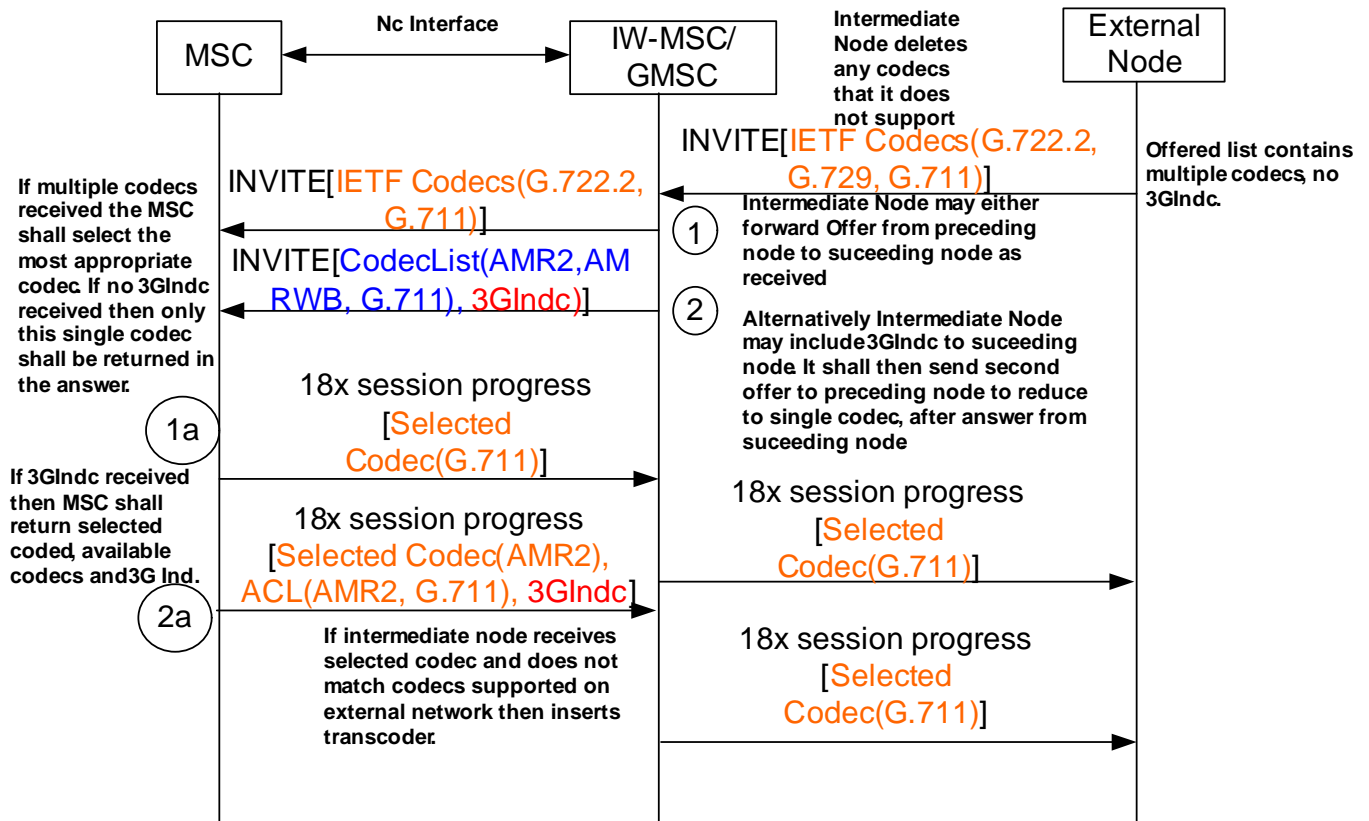 MSC
Nc Interface
IW-MSC/
GMSC
Intermediate
Node deletes
any codecs
that it does
not support
External
Node
INVITE[IETF Codecs(G.722.2,
G.729, G.711)]
Offered list contains
multiple codecs, no
3GIndc.
If multiple codecs
received the MSC
shall select the
most appropriate
codec. If no 3GIndc
received then only
this single codec
shall be returned in
the answer.
INVITE[IETF Codecs(G.722.2,
G.711)]
1
Intermediate Node may either
forward Offer from preceding
node to suceeding node as
received
INVITE[CodecList(AMR2,AM
RWB, G.711), 3GIndc)]
2
Alternatively Intermediate Node
may include 3GIndc to suceeding
node. It shall then send second
offer to preceding node to reduce
to single codec, after answer from
suceeding node
1a
18x session progress
[Selected
Codec(G.711)]
If 3GIndc received
then MSC shall
return selected
coded, available
codecs and 3G Ind.
18x session progress
[Selected
Codec(G.711)]
2a
18x session progress
[Selected Codec(AMR2),
ACL(AMR2, G.711), 3GIndc]
If intermediate node receives
selected codec and does not
match codecs supported on
external network then inserts
transcoder.
18x session progress
[Selected
Codec(G.711)]